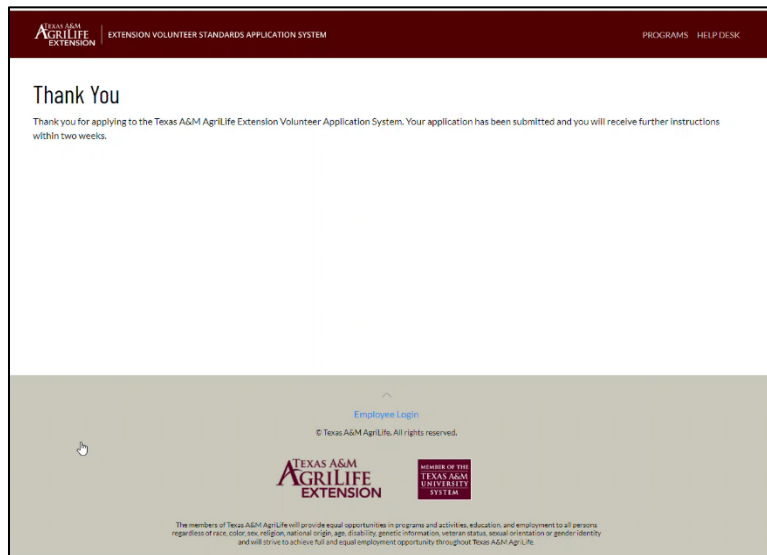 TEXAS A&M
AGRILIFE
EXTENSION
EXTENSION VOLUNTEER STANDARDS APPLICATION SYSTEM
PROGRAMS HELP DESK
Thank You
Thank you for applying to the Texas A&M AgriLife Extension Volunteer Application System. Your application has been submitted and you will receive further instructions
within two weeks.
Employee Login
© Texas A&M AgriLife. All rights reserved.
TEXAS A&M
AGRILIFE
EXTENSION
MEMBER OF THE
TEXAS A&M
UNIVERSITY
SYSTEM
The members of Texas A&M AgriLife will provide equal opportunities in programs and activities, education, and employment to all persons
regardless of race, color, sex, religion, national origin, age, disability, genetic information, veteran status, sexual orientation or gender identity
and will strive to achieve full and equal employment opportunity throughout Texas A&M AgriLife.